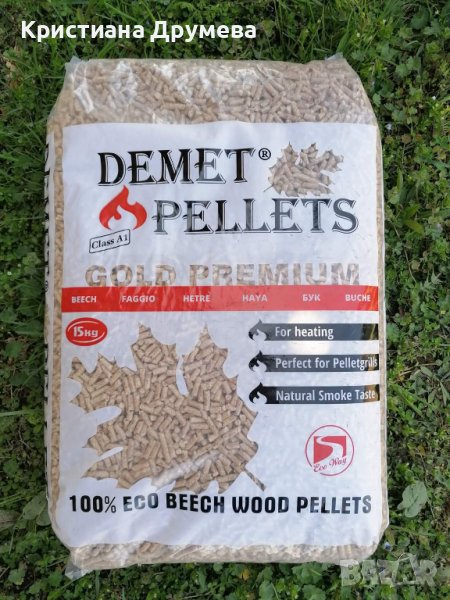 Кристиана Друмева
DEMET®
PELLETS
Class A1
GOLD PREMIUM
BEECH FAGGIO HETRE HAYA БУК BUCHE
15kg
For heating
Perfect for Pelletgrills
Natural Smoke Taste
Eco Way
100% ECO BEECH WOOD PELLETS
BAZAR